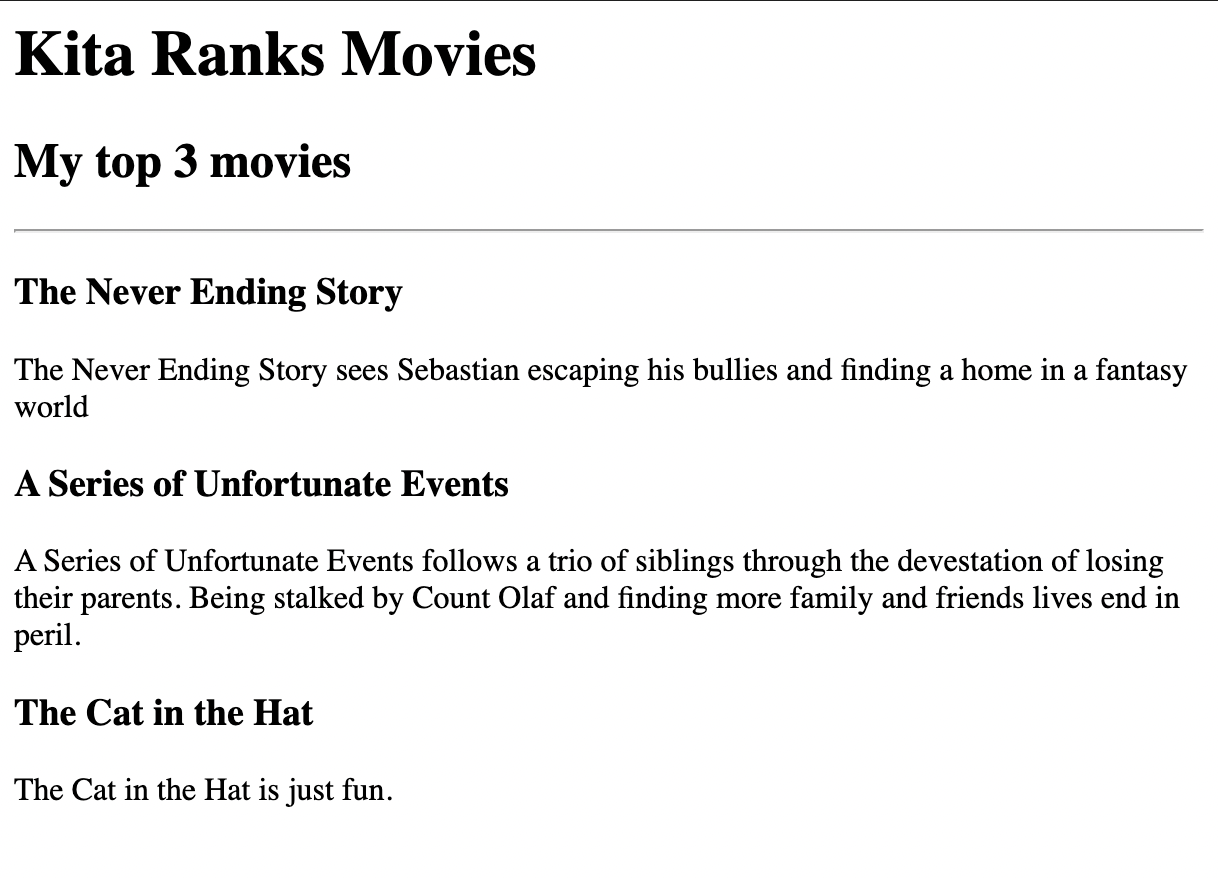 Kita Ranks Movies
My top 3 movies
The Never Ending Story
The Never Ending Story sees Sebastian escaping his bullies and finding a home in a fantasy
world
A Series of Unfortunate Events
A Series of Unfortunate Events follows a trio of siblings through the devestation of losing
their parents. Being stalked by Count Olaf and finding more family and friends lives end in
peril.
The Cat in the Hat
The Cat in the Hat is just fun.